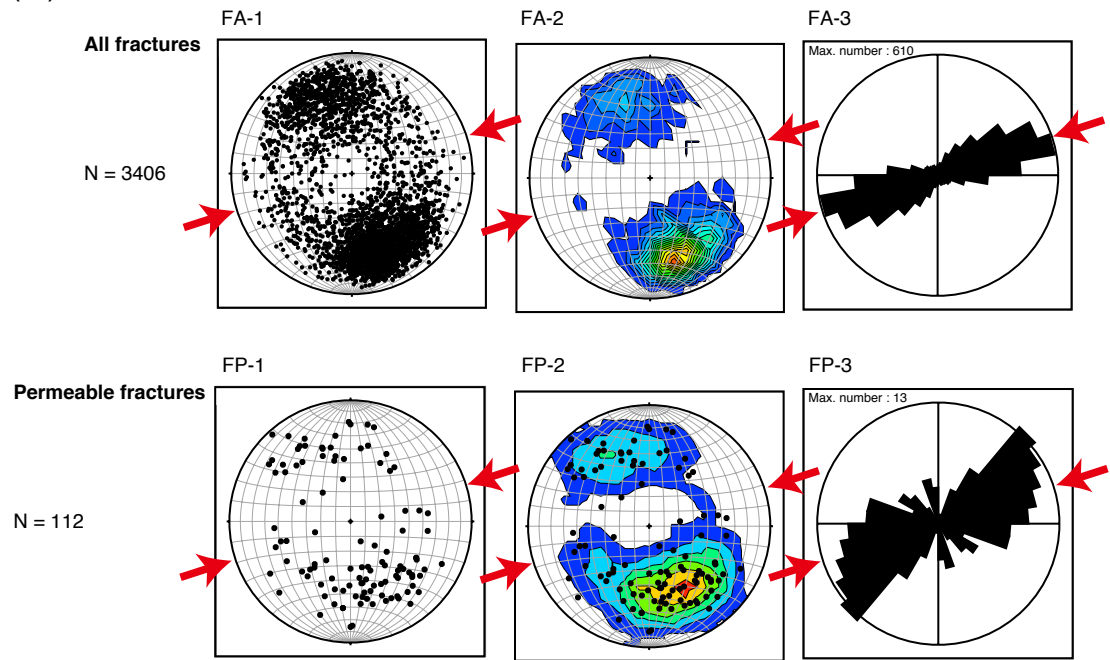 FA-1 FA-2 FA-3
All fractures
Max. number : 610
N = 3406
FP-1 FP-2 FP-3
Permeable fractures
Max. number : 13
N = 112